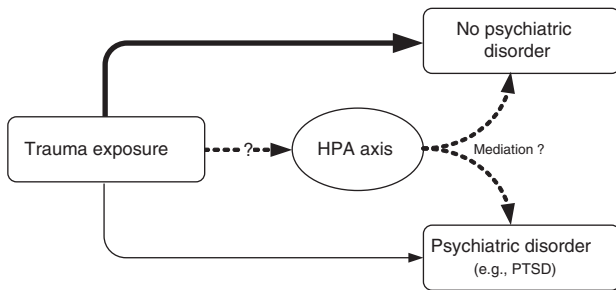 No psychiatric
disorder
Trauma exposure
?
HPA axis
Mediation ?
Psychiatric disorder
(e.g., PTSD)